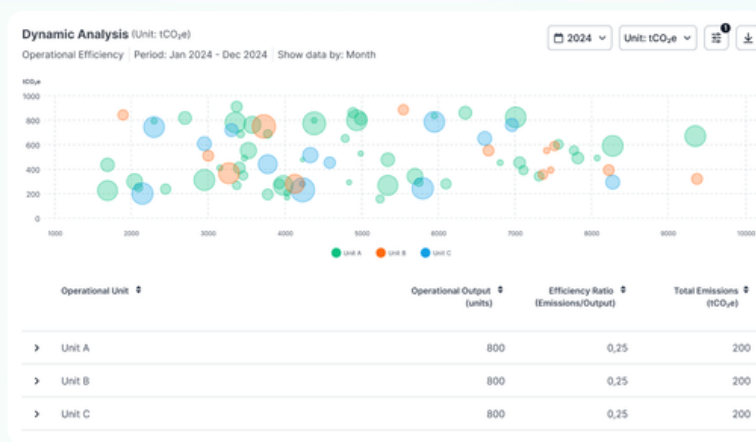 Dynamic Analysis (Unit: tCO₂e)
Operational Efficiency Period: Jan 2024 - Dec 2024 Show data by: Month
2024
Unit: tCO₂e
1
tCO₂e
1000
800
600
400
200
0
1000 2000 3000 4000 5000 6000 7000 8000 9000 10000
Unit A Unit B Unit C
Operational Unit Operational Output (units) Efficiency Ratio (Emissions/Output) Total Emissions (tCO₂e)
Unit A 800 0,25 200
Unit B 800 0,25 200
Unit C 800 0,25 200